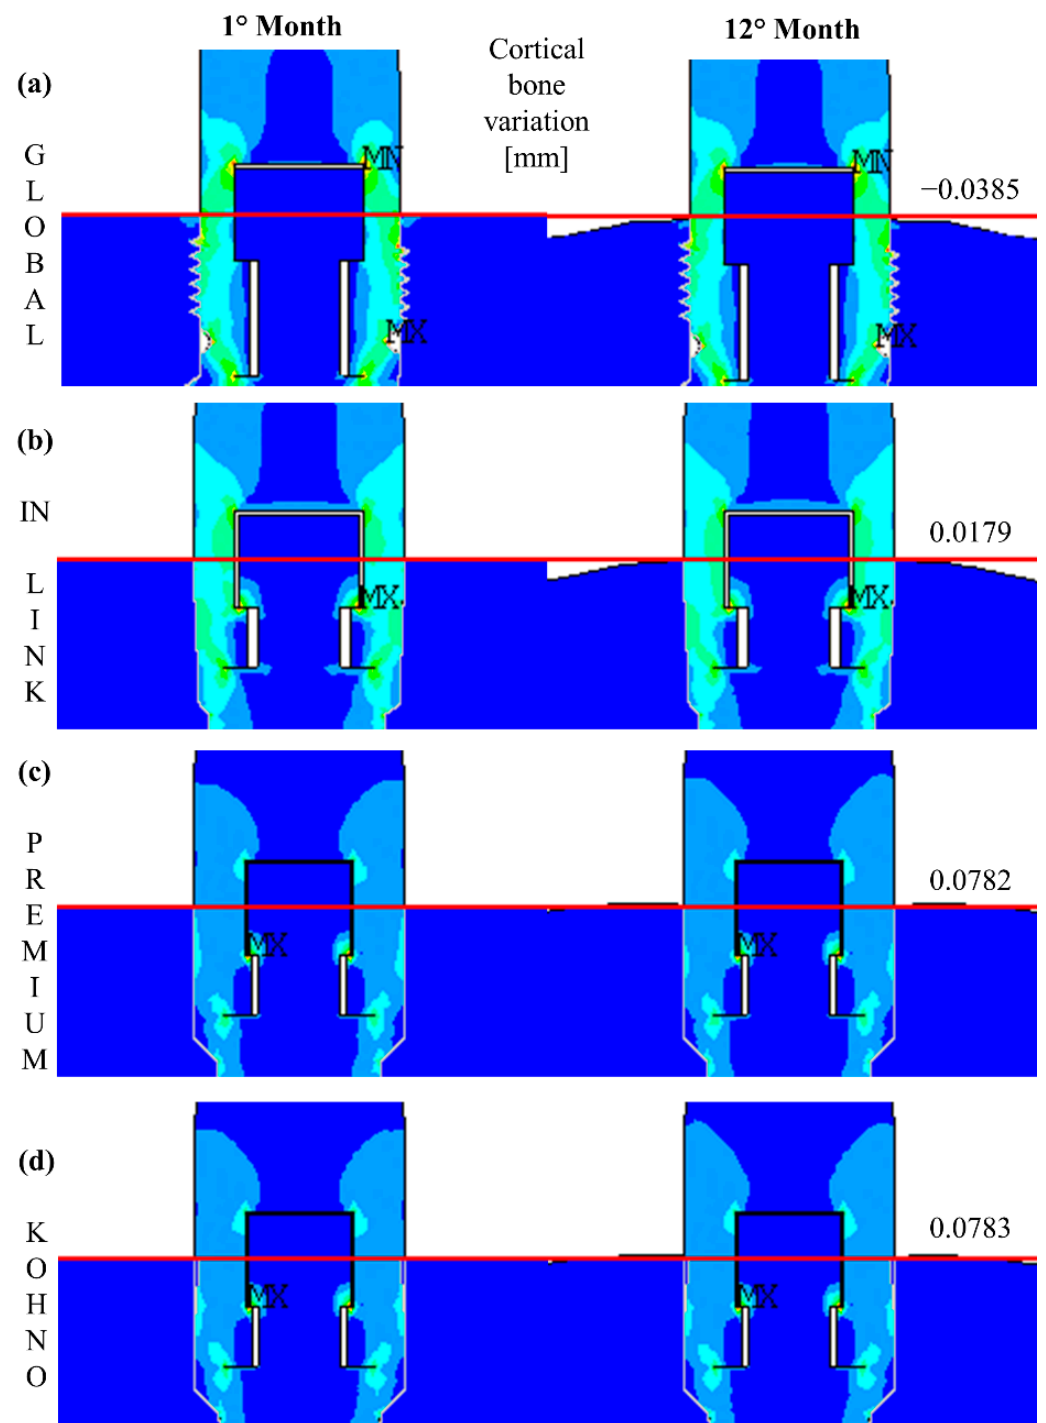 1° Month
12° Month
Cortical
bone
variation
[mm]
(a)
G
L
O
B
A
L
MN
MX
MN
MX
−0.0385
(b)
IN
L
I
N
K
MX
MX
0.0179
(c)
P
R
E
M
I
U
M
MX
MX
0.0782
(d)
K
O
H
N
O
MX
MX
0.0783